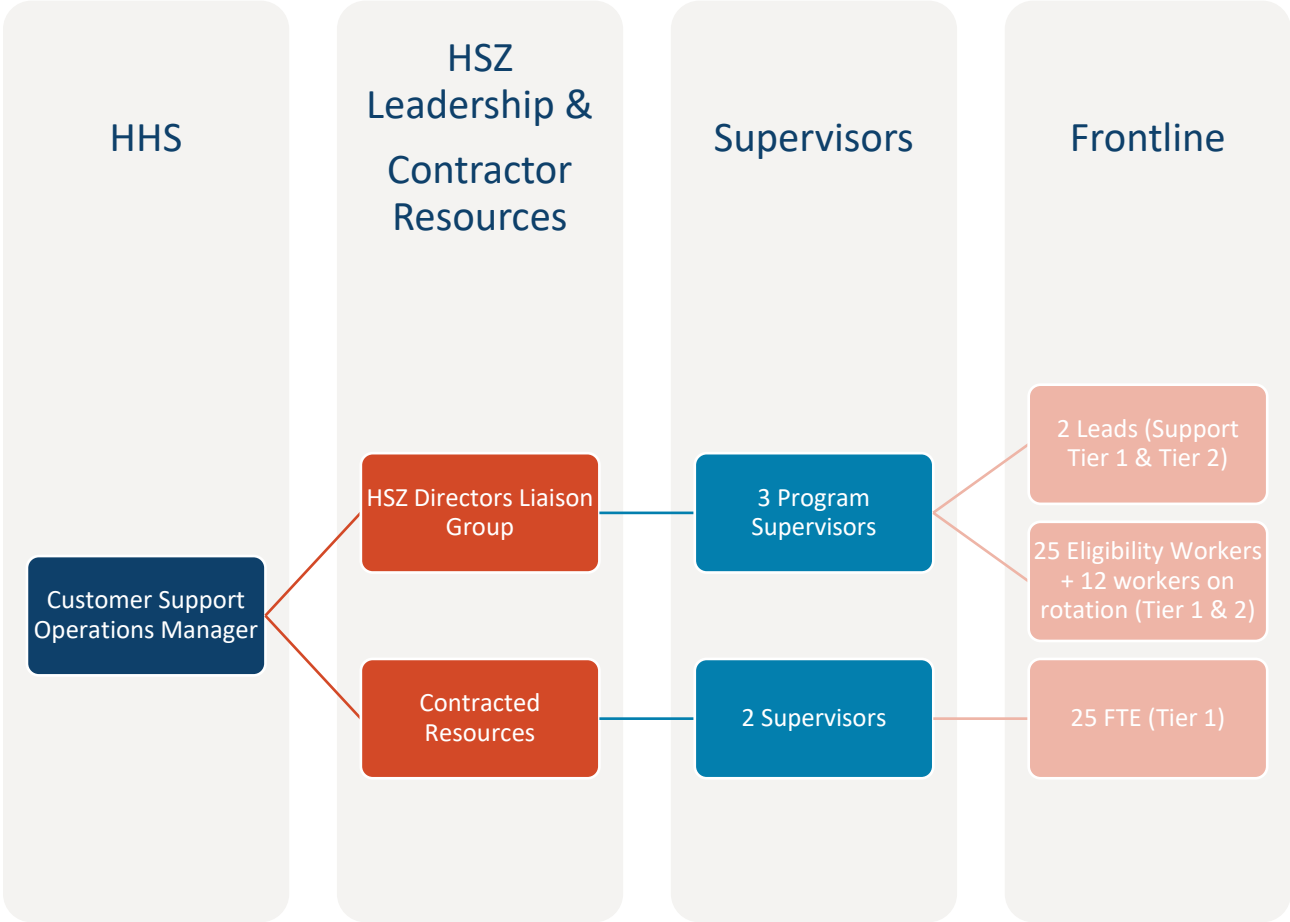 HHS
HSZ
Leadership &
Contractor
Resources
Supervisors
Frontline
Customer Support
Operations Manager
HSZ Directors Liaison
Group
Contracted
Resources
3 Program
Supervisors
2 Supervisors
2 Leads (Support
Tier 1 & Tier 2)
25 Eligibility Workers
+ 12 workers on
rotation (Tier 1 & 2)
25 FTE (Tier 1)